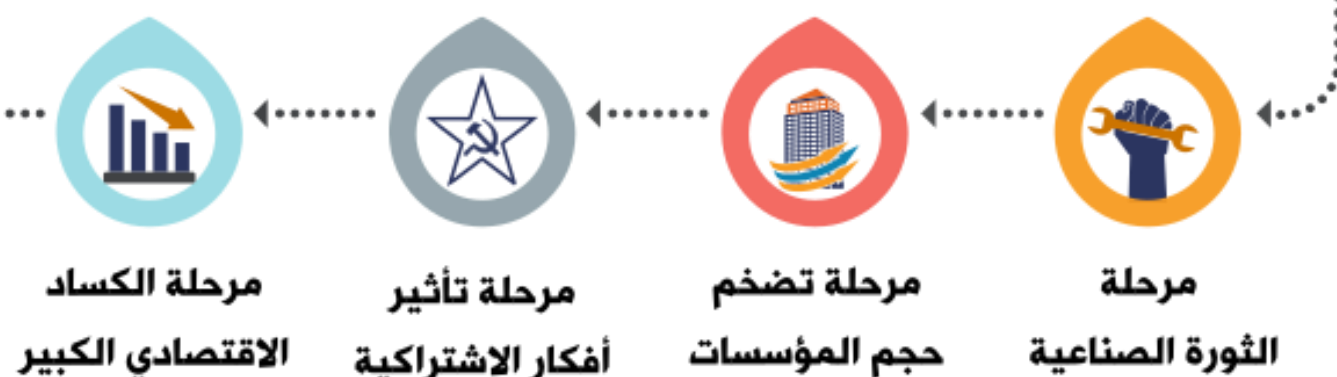 مرحلة
الثورة الصناعية
مرحلة تضخم
حجم المؤسسات
مرحلة تأثير
أفكار الاشتراكية
مرحلة الكساد
الاقتصادي الكبير